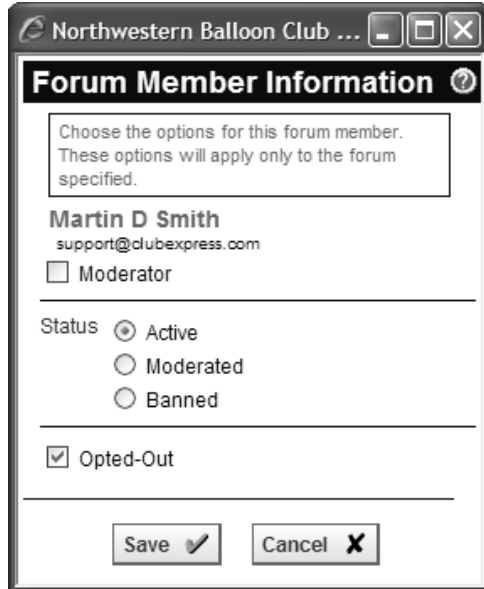 Northwestern Balloon Club ...
Forum Member Information ?
Choose the options for this forum member.
These options will apply only to the forum
specified.
Martin D Smith
support@clubexpress.com
Moderator
Status Active
Moderated
Banned
Opted-Out
Save Cancel